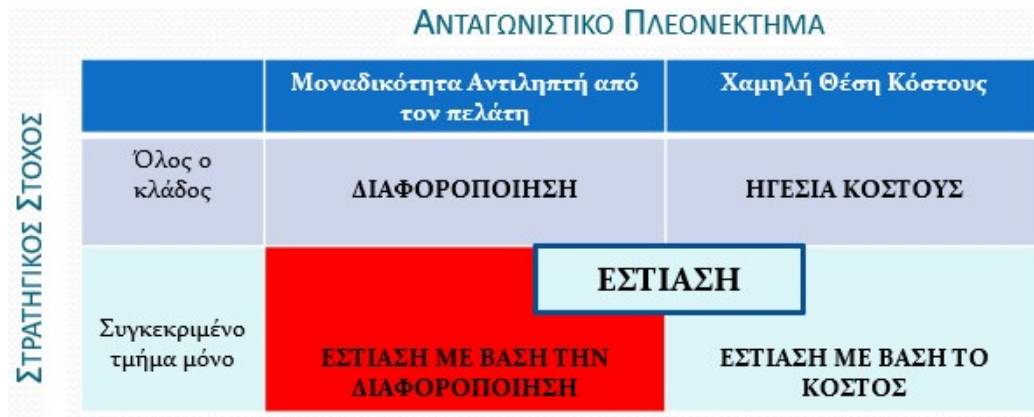 ΑΝΤΑΓΩΝΙΣΤΙΚΟ ΠΛΕΟΝΕΚΤΗΜΑ
ΣΤΡΑΤΗΓΙΚΟΣ ΣΤΟΧΟΣ
Μοναδικότητα Αντιληπτή από
τον πελάτη
Χαμηλή Θέση Κόστους
Όλος ο
κλάδος
ΔΙΑΦΟΡΟΠΟΙΗΣΗ
ΗΓΕΣΙΑ ΚΟΣΤΟΥΣ
ΕΣΤΙΑΣΗ
Συγκεκριμένο
τμήμα μόνο
ΕΣΤΙΑΣΗ ΜΕ ΒΑΣΗ ΤΗΝ
ΔΙΑΦΟΡΟΠΟΙΗΣΗ
ΕΣΤΙΑΣΗ ΜΕ ΒΑΣΗ ΤΟ
ΚΟΣΤΟΣ